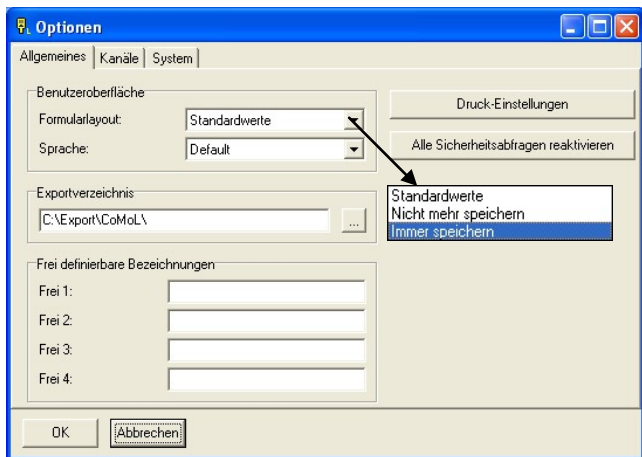 Optionen
Allgemeines Kanäle System
Benutzeroberfläche
Formularlayout: Standardwerte
Sprache: Default
Druck-Einstellungen
Alle Sicherheitsabfragen reaktivieren
Standardwerte
Nicht mehr speichern
Immer speichern
Exportverzeichnis
C:\Export\CoMoL\ ...
Frei definierbare Bezeichnungen
Frei 1:
Frei 2:
Frei 3:
Frei 4:
OK Abbrechen